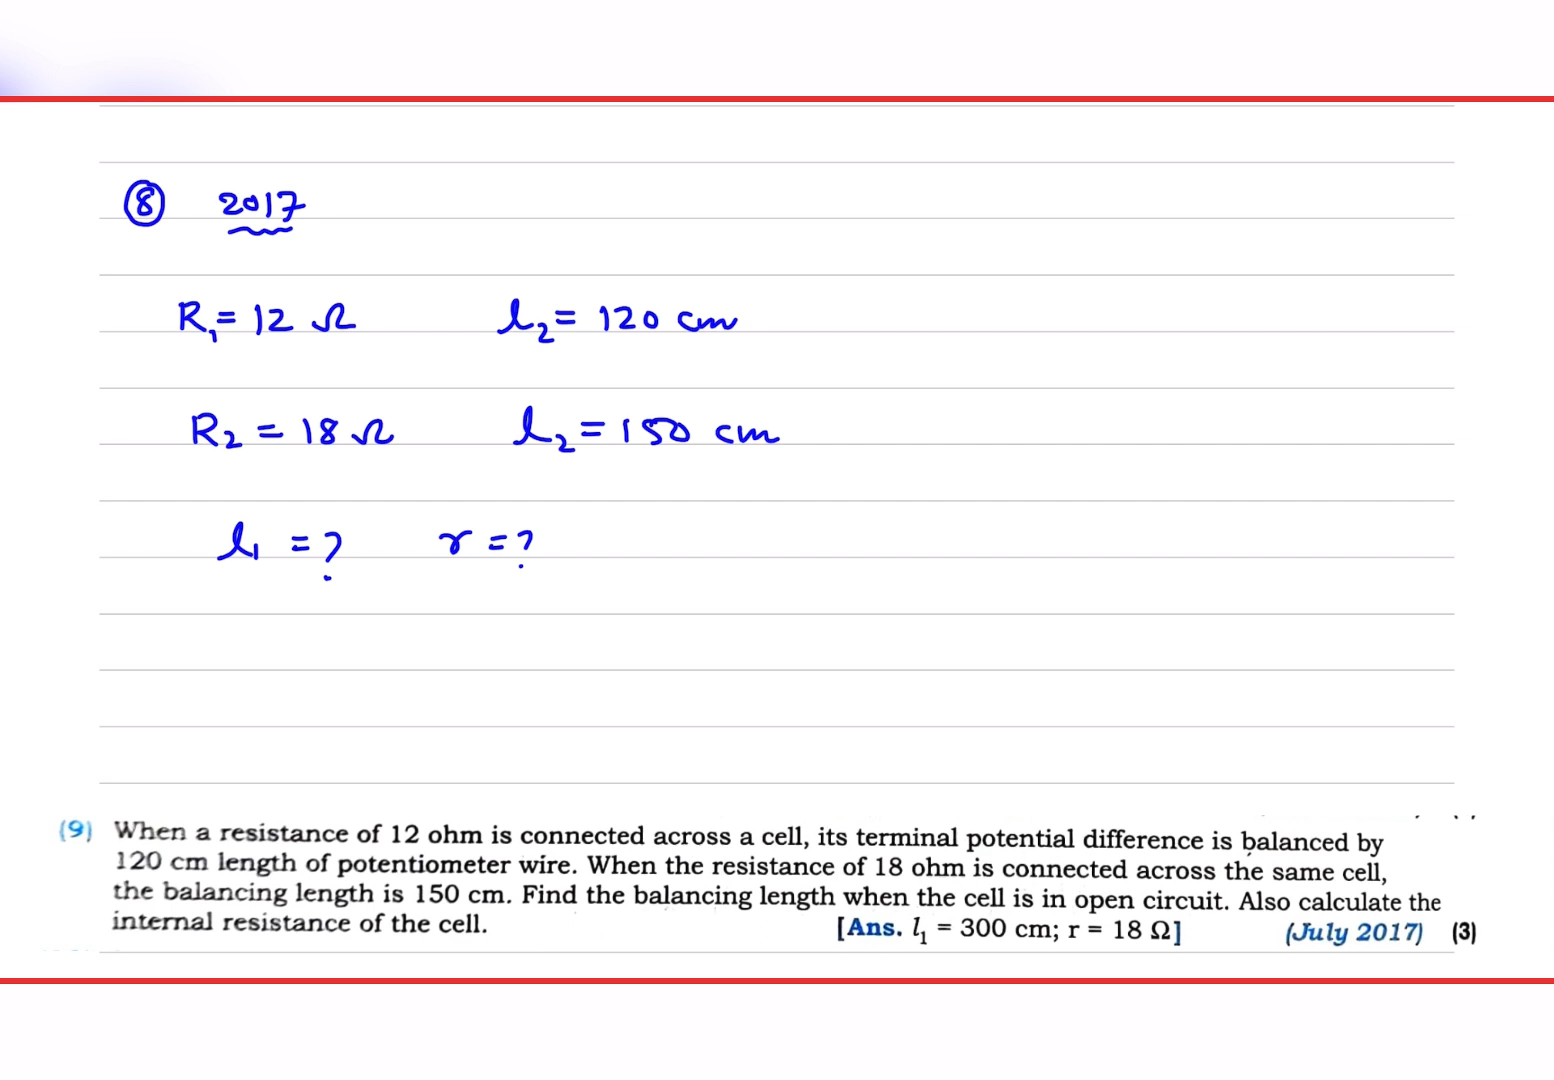 8 2017
R₁ = 12 Ω l₂ = 120 cm
R₂ = 18 Ω l₂ = 150 cm
l₁ = ? r = ?
(9) When a resistance of 12 ohm is connected across a cell, its terminal potential difference is balanced by
120 cm length of potentiometer wire. When the resistance of 18 ohm is connected across the same cell,
the balancing length is 150 cm. Find the balancing length when the cell is in open circuit. Also calculate the
internal resistance of the cell. [Ans. l₁ = 300 cm; r = 18 Ω] (July 2017) (3)